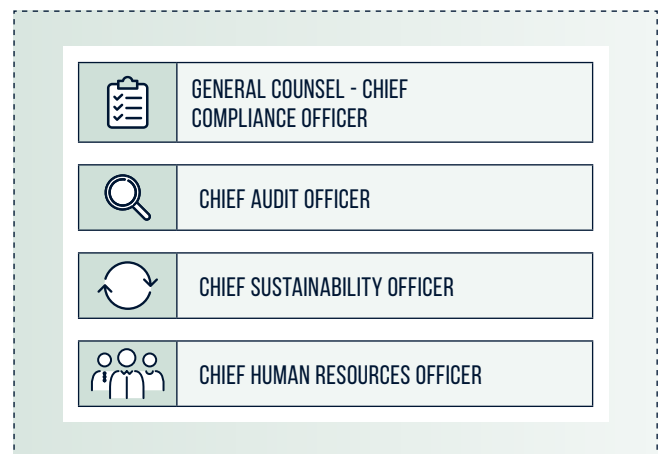 GENERAL COUNSEL - CHIEF
COMPLIANCE OFFICER
CHIEF AUDIT OFFICER
CHIEF SUSTAINABILITY OFFICER
CHIEF HUMAN RESOURCES OFFICER